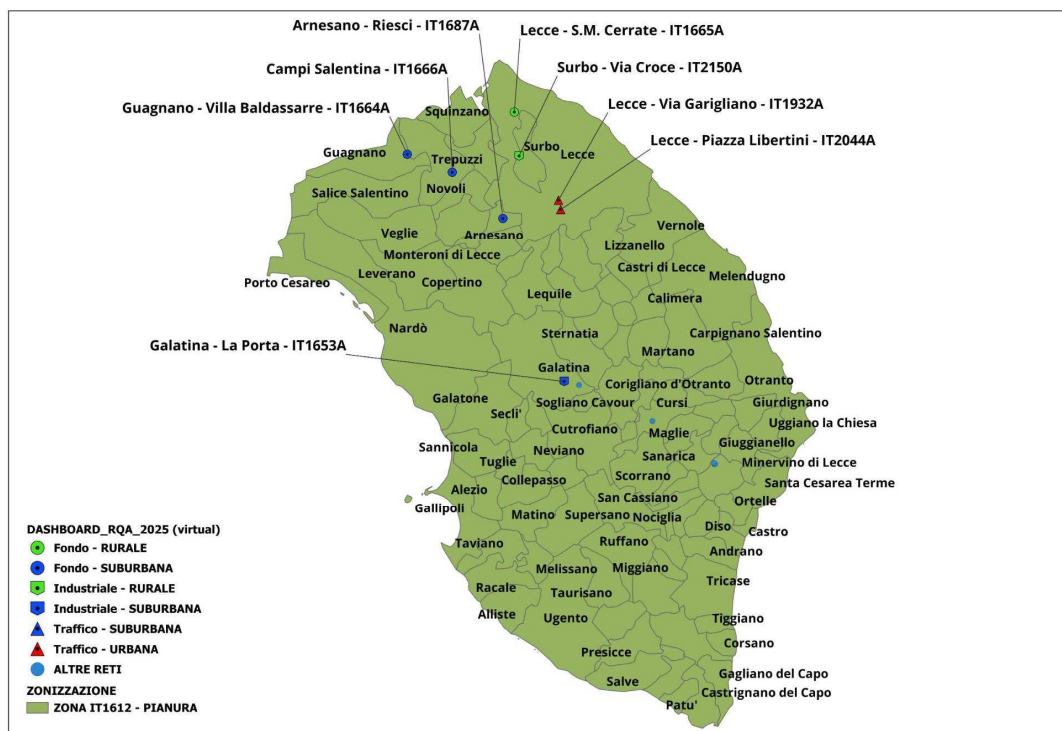 Arnesano - Riesci - IT1687A
Lecce - S.M. Cerrate - IT1665A
Campi Salentina - IT1666A
Surbo - Via Croce - IT2150A
Guagnano - Villa Baldassarre - IT1664A
Lecce - Via Garigliano - IT1932A
Lecce - Piazza Libertini - IT2044A
Squinzano
Guagnano
Trepuzzi
Surbo
Lecce
Salice Salentino
Novoli
Veglie
Arnesano
Vernole
Lizzanello
Monteroni di Lecce
Castri di Lecce
Leverano
Melendugno
Porto Cesareo
Copertino
Lequile
Calimera
Nardò
Sternatia
Carpignano Salentino
Galatina - La Porta - IT1653A
Martano
Galatina
Corigliano d'Otranto
Otranto
Galatone
Sogliano Cavour
Cursi
Giurdignano
Secli'
Uggiano la Chiesa
Cutrofiano
Maglie
Giuggianello
Sannicola
Neviano
Sanarica
Tuglie
Minervino di Lecce
Collepasso
Scorrano
Santa Cesarea Terme
Alezio
San Cassiano
Ortelle
Gallipoli
Matino
Supersano
Nociglia
Diso
Castro
Taviano
Ruffano
Andrano
Melissano
Miggiano
Tricase
Racale
Taurisano
Alliste
Ugento
Tiggiano
Corsano
Presicce
Gagliano del Capo
Salve
Castrignano del Capo
Patu'
DASHBOARD_RQA_2025 (virtual)
Fondo - RURALE
Fondo - SUBURBANA
Industriale - RURALE
Industriale - SUBURBANA
Traffico - SUBURBANA
Traffico - URBANA
ALTRE RETI
ZONIZZAZIONE
ZONA IT1612 - PIANURA